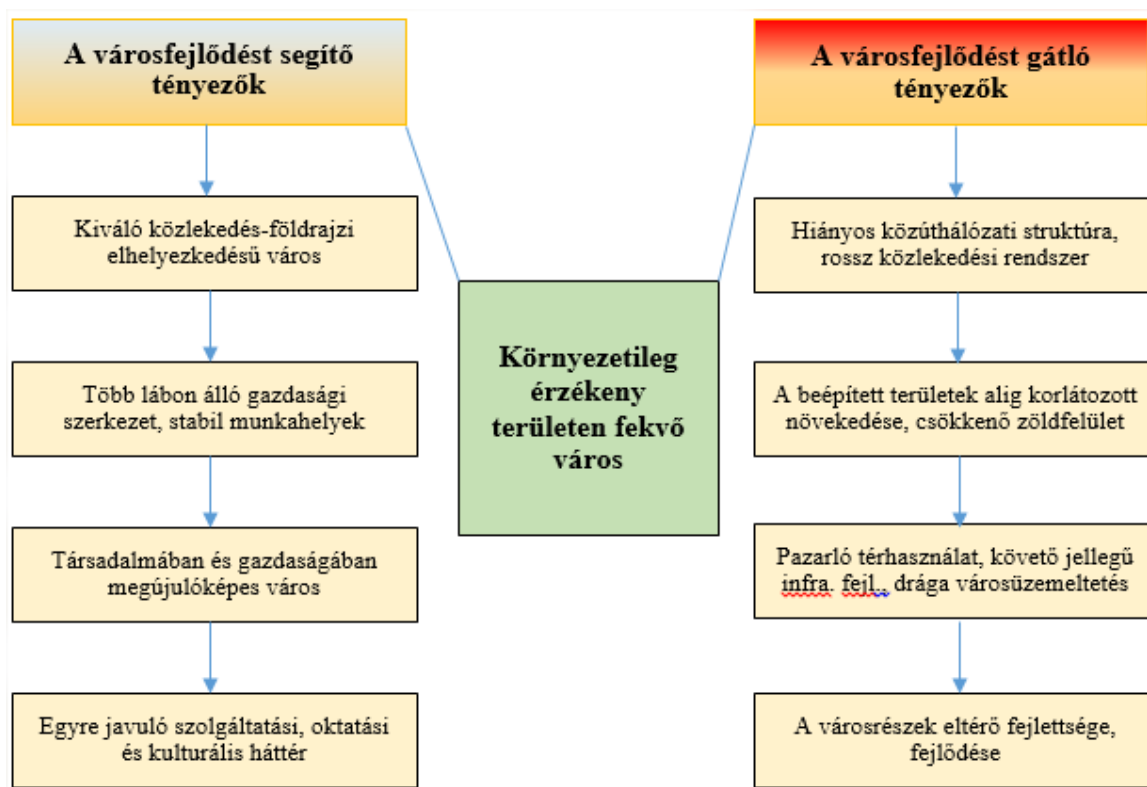 A városfejlődést segítő
tényezők
Kiváló közlekedés-földrajzi
elhelyezkedésű város
Több lábon álló gazdasági
szerkezet, stabil munkahelyek
Társadalmában és gazdaságában
megújulóképes város
Egyre javuló szolgáltatási, oktatási
és kulturális háttér
Környezetileg
érzékeny
területen fekvő
város
A városfejlődést gátló
tényezők
Hiányos közúthálózati struktúra,
rossz közlekedési rendszer
A beépített területek alig korlátozott
növekedése, csökkenő zöldfelület
Pazarló térhasználat, követő jellegű
infra. fejl., drága városüzemeltetés
A városrészek eltérő fejlettsége,
fejlődése